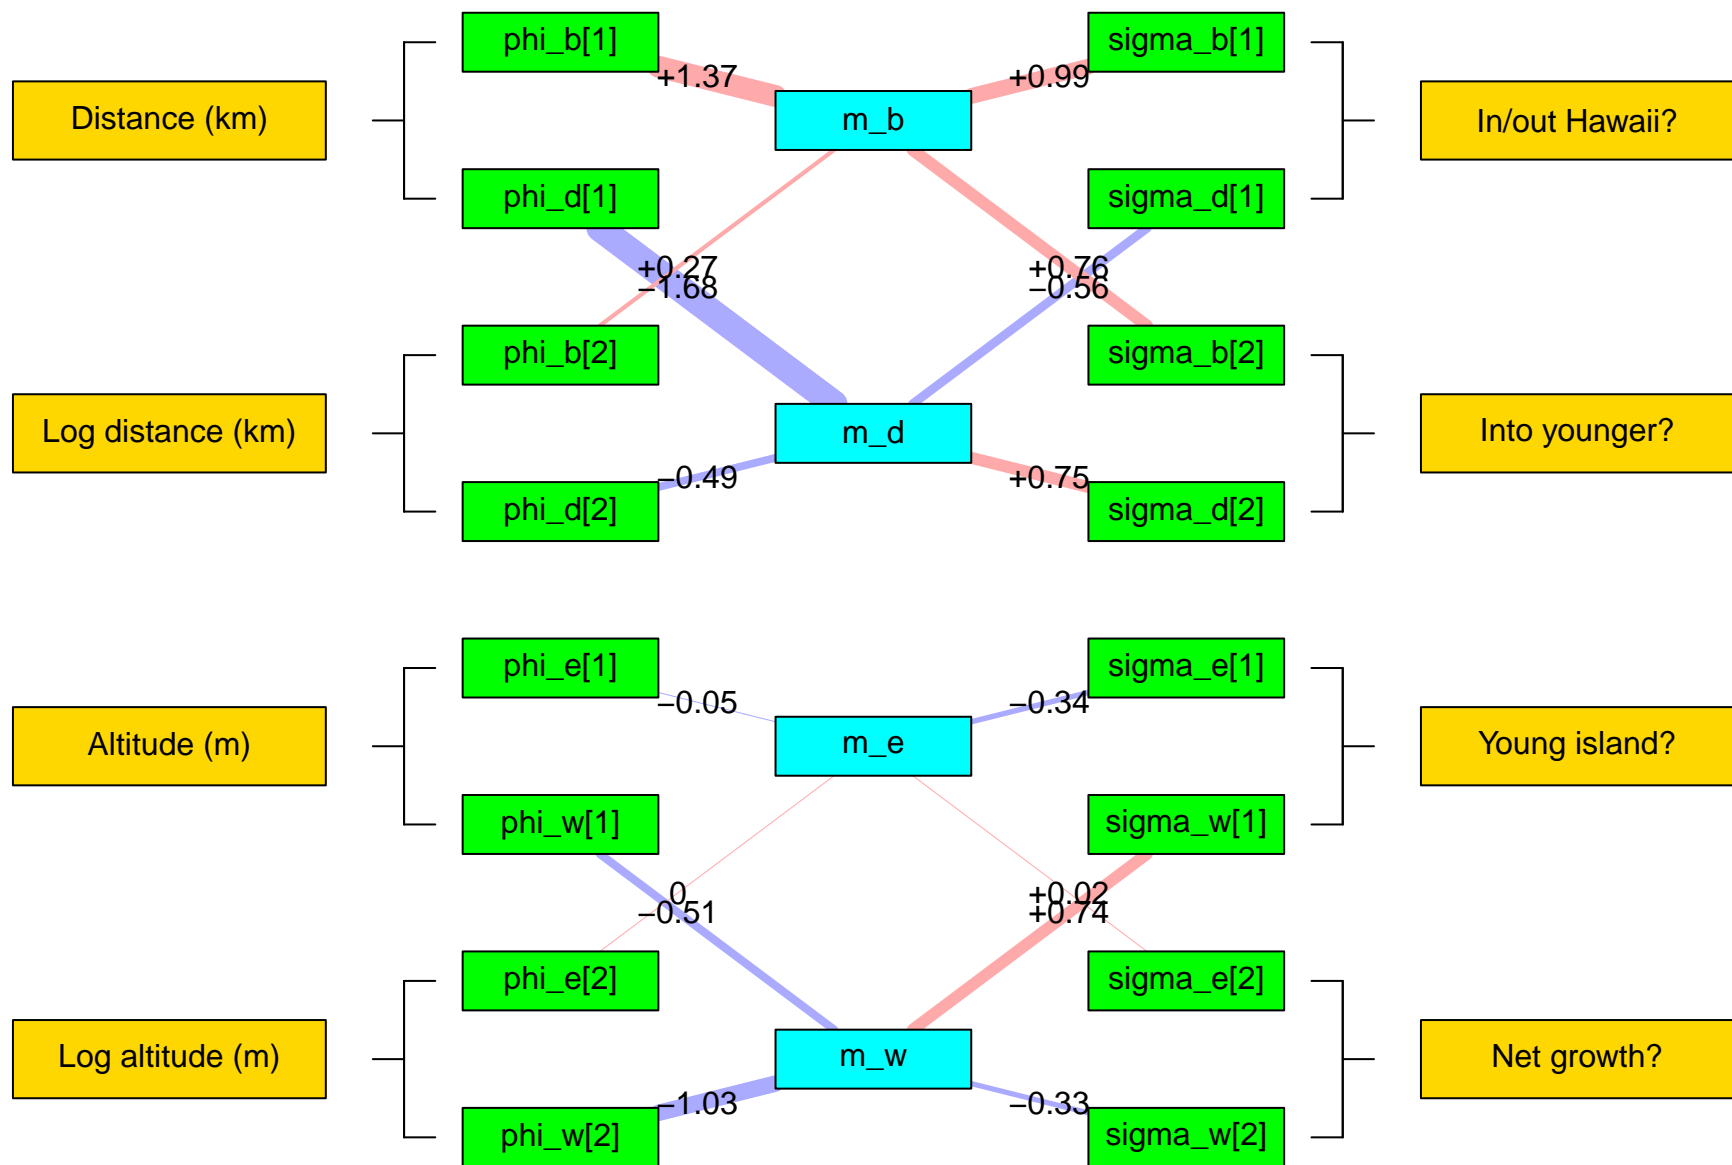 phi_b[1]
sigma_b[1]
+1.37
+0.99
Distance (km)
m_b
In/out Hawaii?
phi_d[1]
sigma_d[1]
+0.27
+0.76
−1.68
−0.56
phi_b[2]
sigma_b[2]
Log distance (km)
m_d
Into younger?
−0.49
+0.75
phi_d[2]
sigma_d[2]
phi_e[1]
sigma_e[1]
−0.05
−0.34
Altitude (m)
m_e
Young island?
phi_w[1]
sigma_w[1]
0
+0.02
−0.51
+0.74
phi_e[2]
sigma_e[2]
Log altitude (m)
m_w
Net growth?
−1.03
−0.33
phi_w[2]
sigma_w[2]